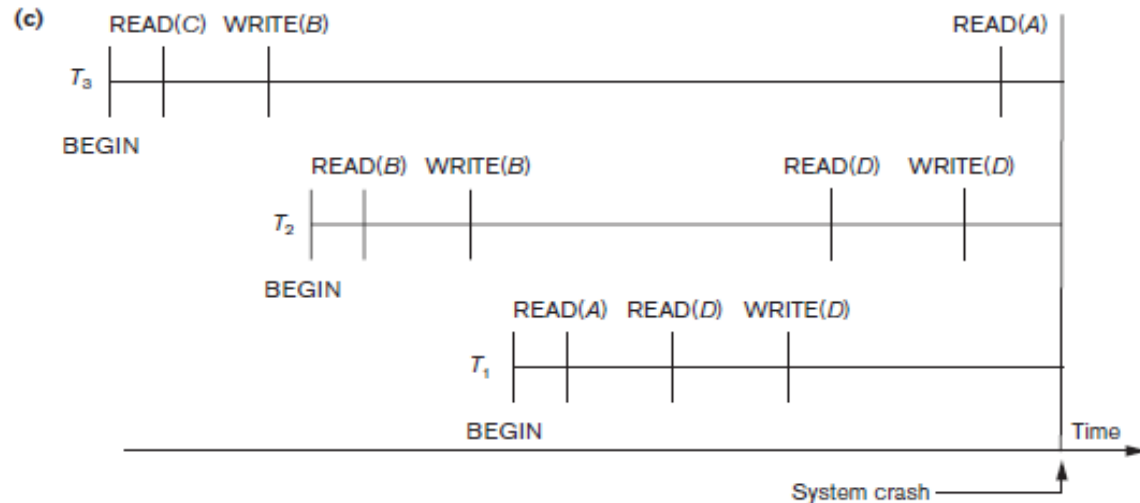 (c)
READ(C) WRITE(B) READ(A)
T₃
BEGIN
READ(B) WRITE(B) READ(D) WRITE(D)
T₂
BEGIN
READ(A) READ(D) WRITE(D)
T₁
BEGIN
Time
System crash